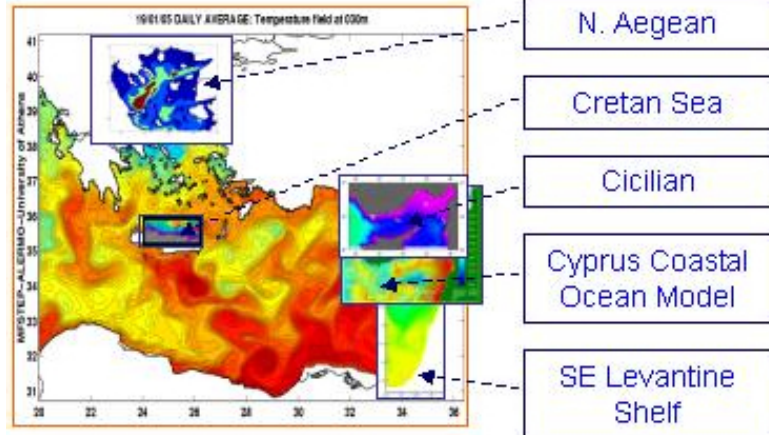 19/01/05 DAILY AVERAGE: Temperature field at 030m
MFSTEP-ALERMO-University of Athens
41
40
39
38
37
36
35
34
33
32
31
20
22
24
26
28
30
32
34
36
N. Aegean
Cretan Sea
Cicilian
Cyprus Coastal
Ocean Model
SE Levantine
Shelf